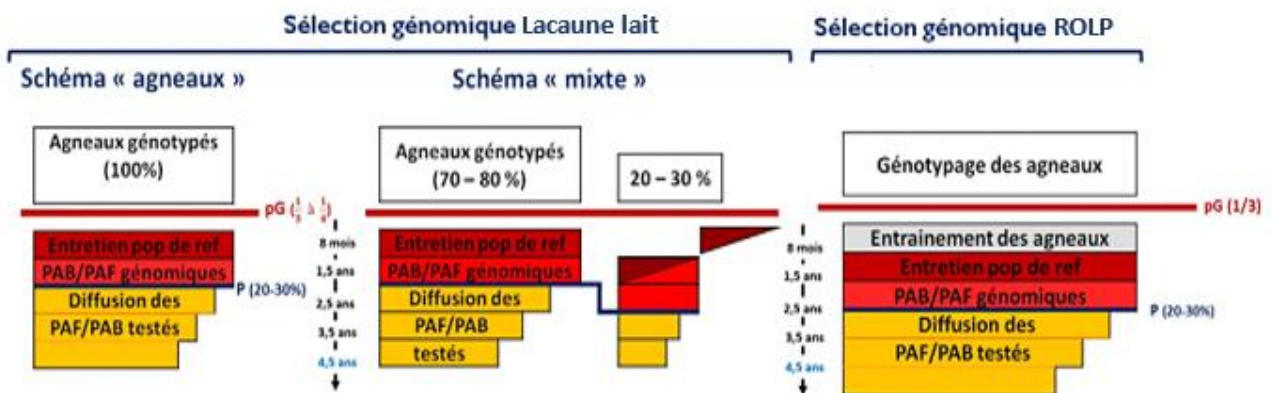 Sélection génomique Lacaune lait
Sélection génomique ROLP
Schéma « agneaux »
Schéma « mixte »
Agneaux génotypés
(100%)
pG (1/3 à 1/4)
Entretien pop de ref
PAB/PAF génomiques
P (20-30%)
Diffusion des
PAF/PAB testés
8 mois
1,5 ans
2,5 ans
3,5 ans
4,5 ans
Agneaux génotypés
(70 – 80 %)
20 – 30 %
Entretien pop de ref
PAB/PAF génomiques
Diffusion des
PAF/PAB
testés
8 mois
1,5 ans
2,5 ans
3,5 ans
4,5 ans
Génotypage des agneaux
pG (1/3)
Entrainement des agneaux
Entretien pop de ref
PAB/PAF génomiques
P (20-30%)
Diffusion des
PAF/PAB testés